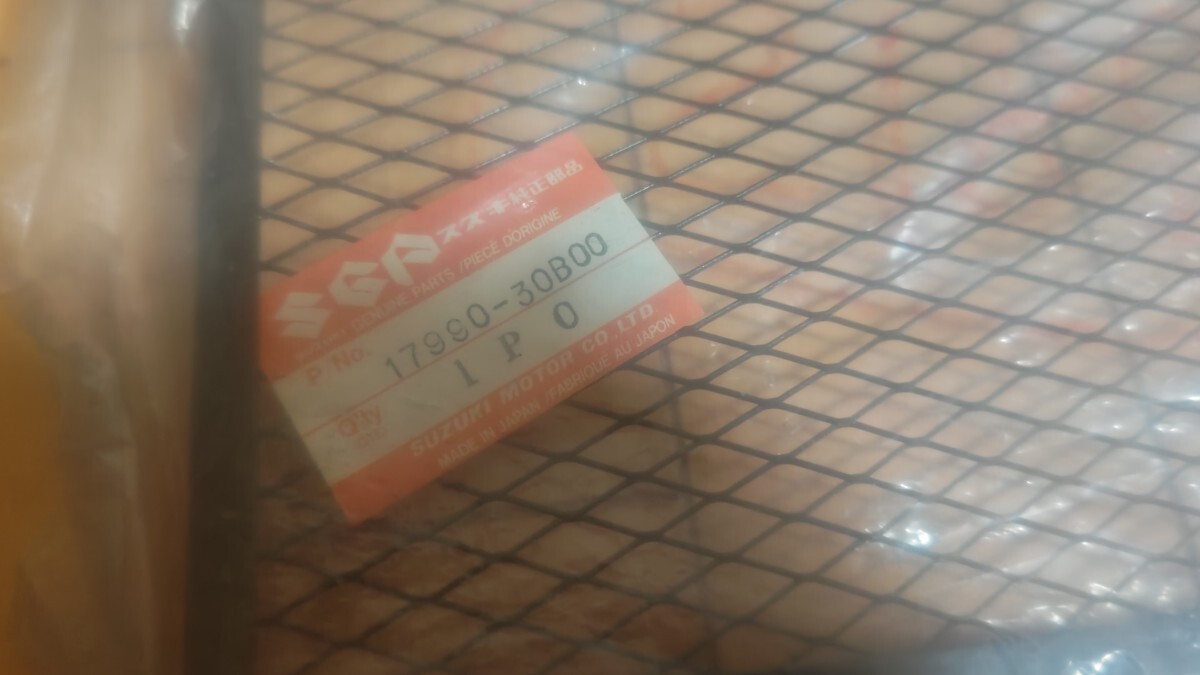 SGP スズキ純正部品
GENUINE PARTS / PIECE D'ORIGINE
P No. 17990-30B00
Q'ty 1 P 0
SUZUKI MOTOR CO LTD
MADE IN JAPAN / FABRIQUÉ AU JAPON